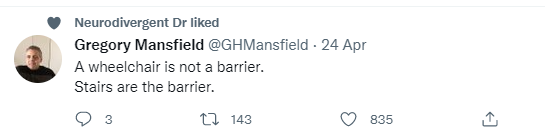 Neurodivergent Dr liked
Gregory Mansfield @GHMansfield · 24 Apr
A wheelchair is not a barrier.
Stairs are the barrier.
3 143 835